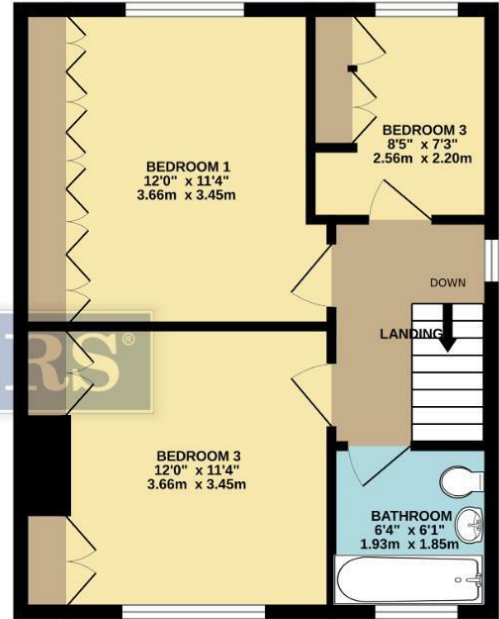 BEDROOM 1
12'0" x 11'4"
3.66m x 3.45m
BEDROOM 3
8'5" x 7'3"
2.56m x 2.20m
DOWN
LANDING
RS®
BEDROOM 3
12'0" x 11'4"
3.66m x 3.45m
BATHROOM
6'4" x 6'1"
1.93m x 1.85m